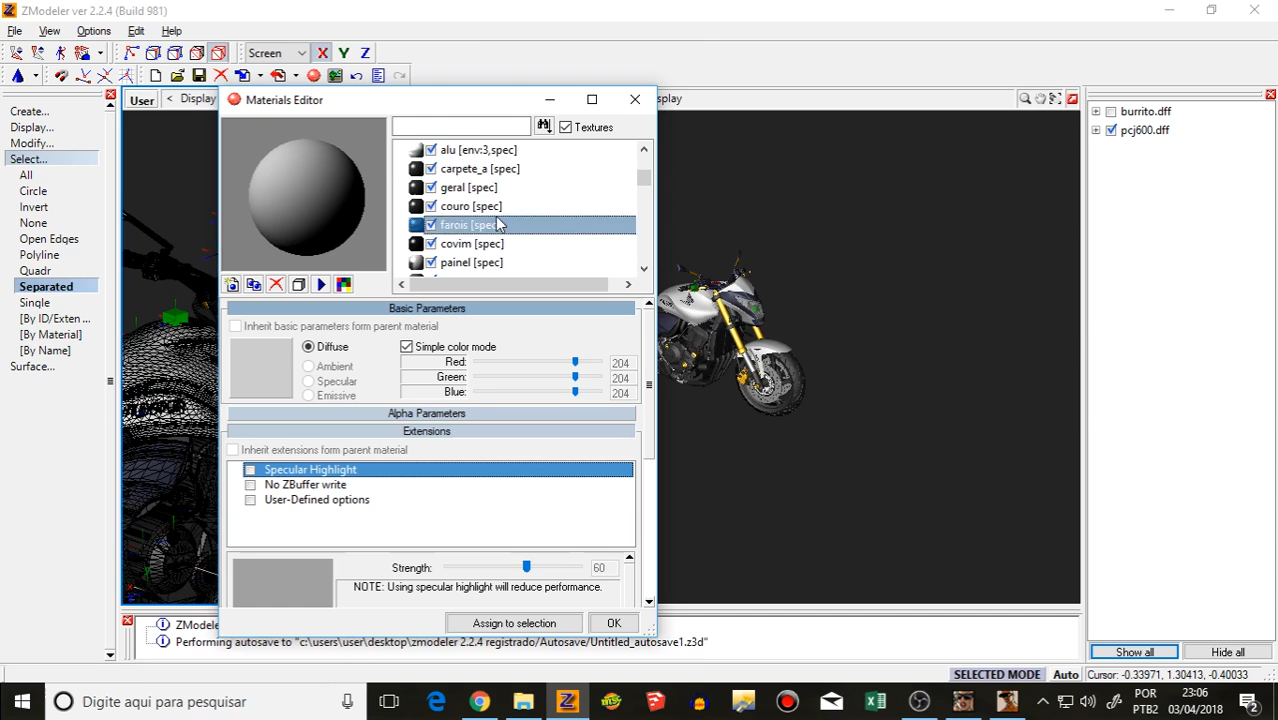 ZModeler ver 2.2.4 (Build 981)
File View Options Edit Help
Screen X Y Z
Create...
Display...
Modify...
Select...
All
Circle
Invert
None
Open Edges
Polyline
Quadr
Separated
Single
[By ID/Exten ...
[By Material]
[By Name]
Surface...
User < Display
play
Materials Editor
Textures
alu [env:3,spec]
carpete_a [spec]
geral [spec]
couro [spec]
farois [spec]
covim [spec]
painel [spec]
Basic Parameters
Inherit basic parameters form parent material
Diffuse
Ambient
Specular
Emissive
Simple color mode
Red: 204
Green: 204
Blue: 204
Alpha Parameters
Extensions
Inherit extensions form parent material
Specular Highlight
No ZBuffer write
User-Defined options
Strength: 60
NOTE: Using specular highlight will reduce performance.
Assign to selection OK
burrito.dff
pcj600.dff
Show all Hide all
ZModele
Performing autosave to "c:\users\user\desktop\zmodeler 2.2.4 registrado/Autosave/Untitled_autosave1.z3d"
SELECTED MODE Auto Cursor: -0.33971, 1.30413, -0.40033
Digite aqui para pesquisar
POR
PTB2
23:06
03/04/2018
2